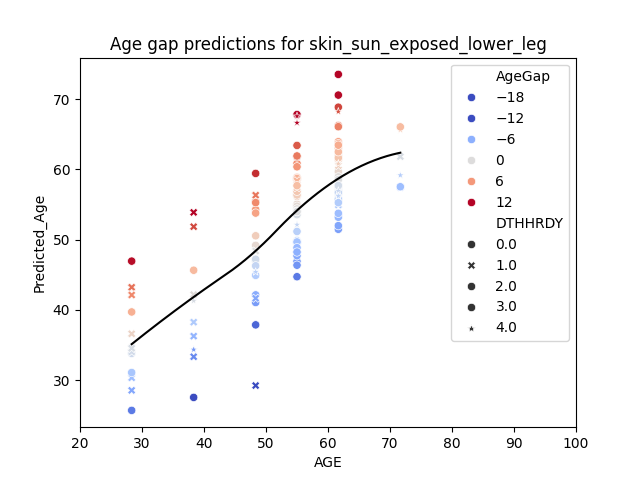 Age gap predictions for skin_sun_exposed_lower_leg
Predicted_Age
70
60
50
40
30
20 30 40 50 60 70 80 90 100
AGE
AgeGap
−18
−12
−6
0
6
12
DTHHRDY
0.0
1.0
2.0
3.0
4.0